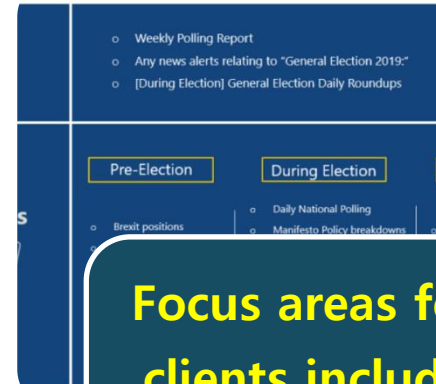 Weekly Polling Report
Any news alerts relating to "General Election 2019:"
[During Election] General Election Daily Roundups
Pre-Election
During Election
Daily National Polling
Brexit positions
Manifesto Policy breakdowns
Focus areas
clients